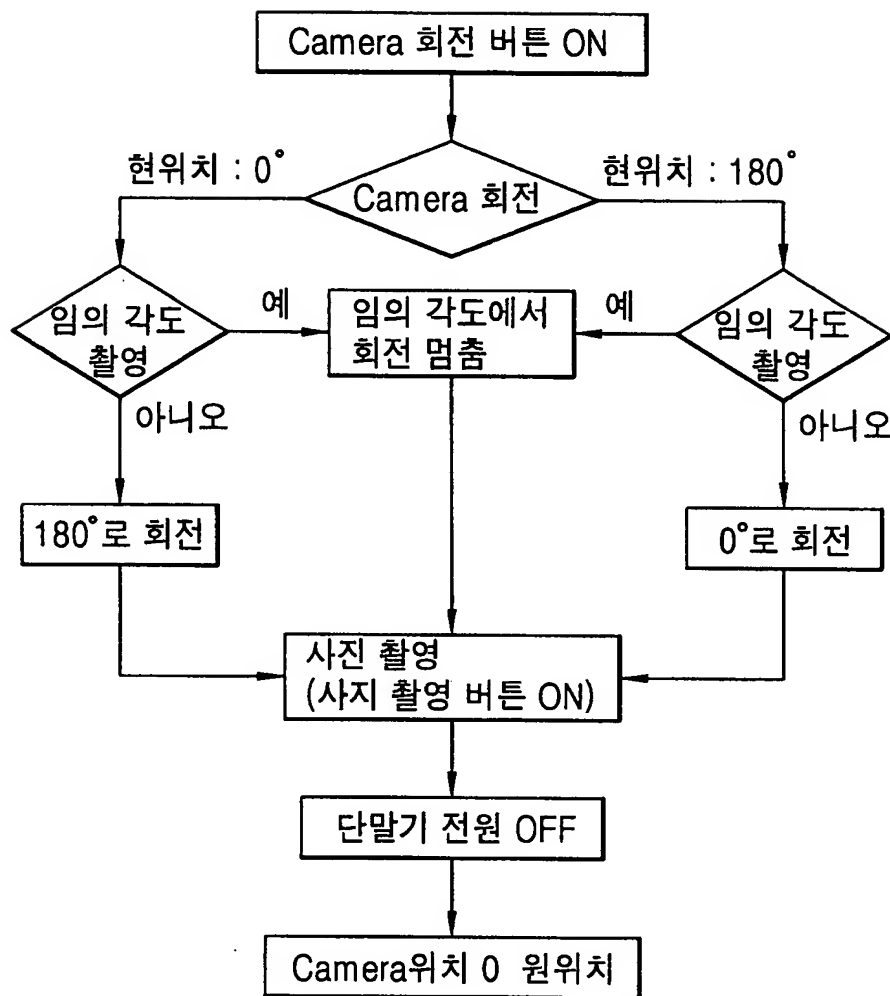 Camera 회전 버튼 ON
현위치 : 0°
현위치 : 180°
Camera 회전
임의 각도
촬영
예
임의 각도에서
회전 멈춤
예
임의 각도
촬영
아니오
아니오
180°로 회전
0°로 회전
사진 촬영
(사지 촬영 버튼 ON)
단말기 전원 OFF
Camera위치 0 원위치